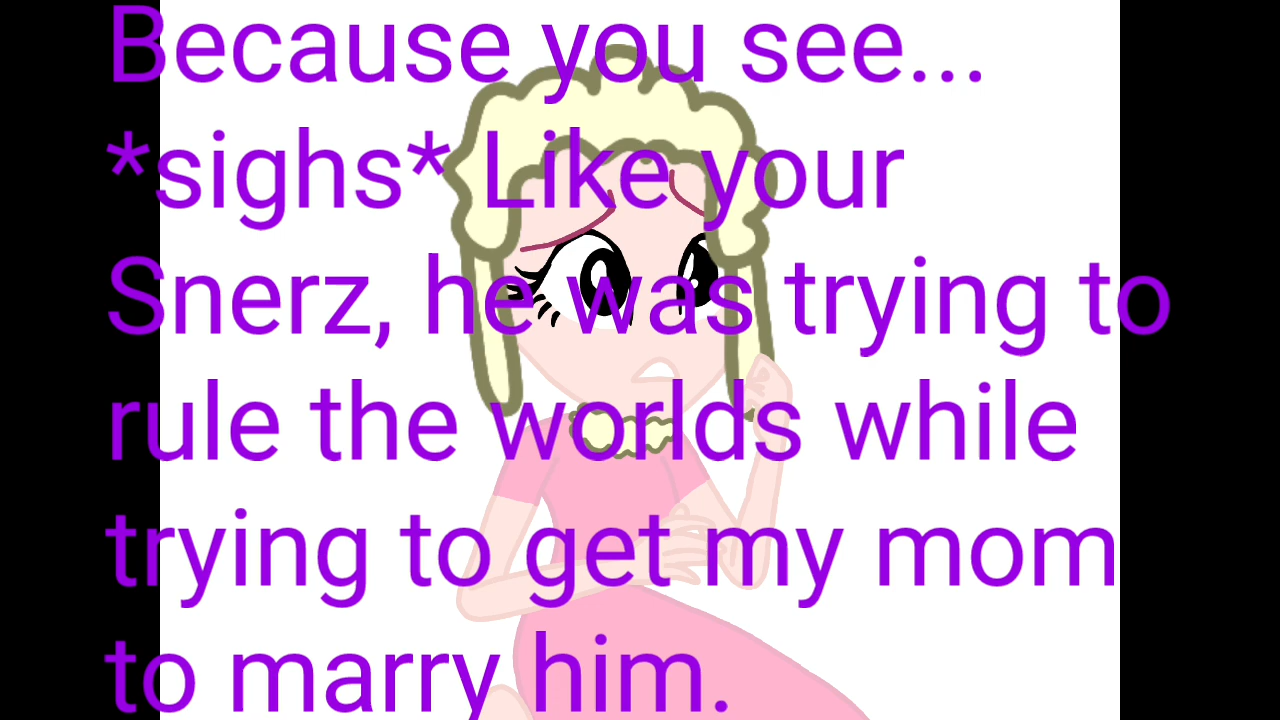 Because you see...
*sighs* Like your
Snerz, he was trying to
rule the worlds while
trying to get my mom
to marry him.